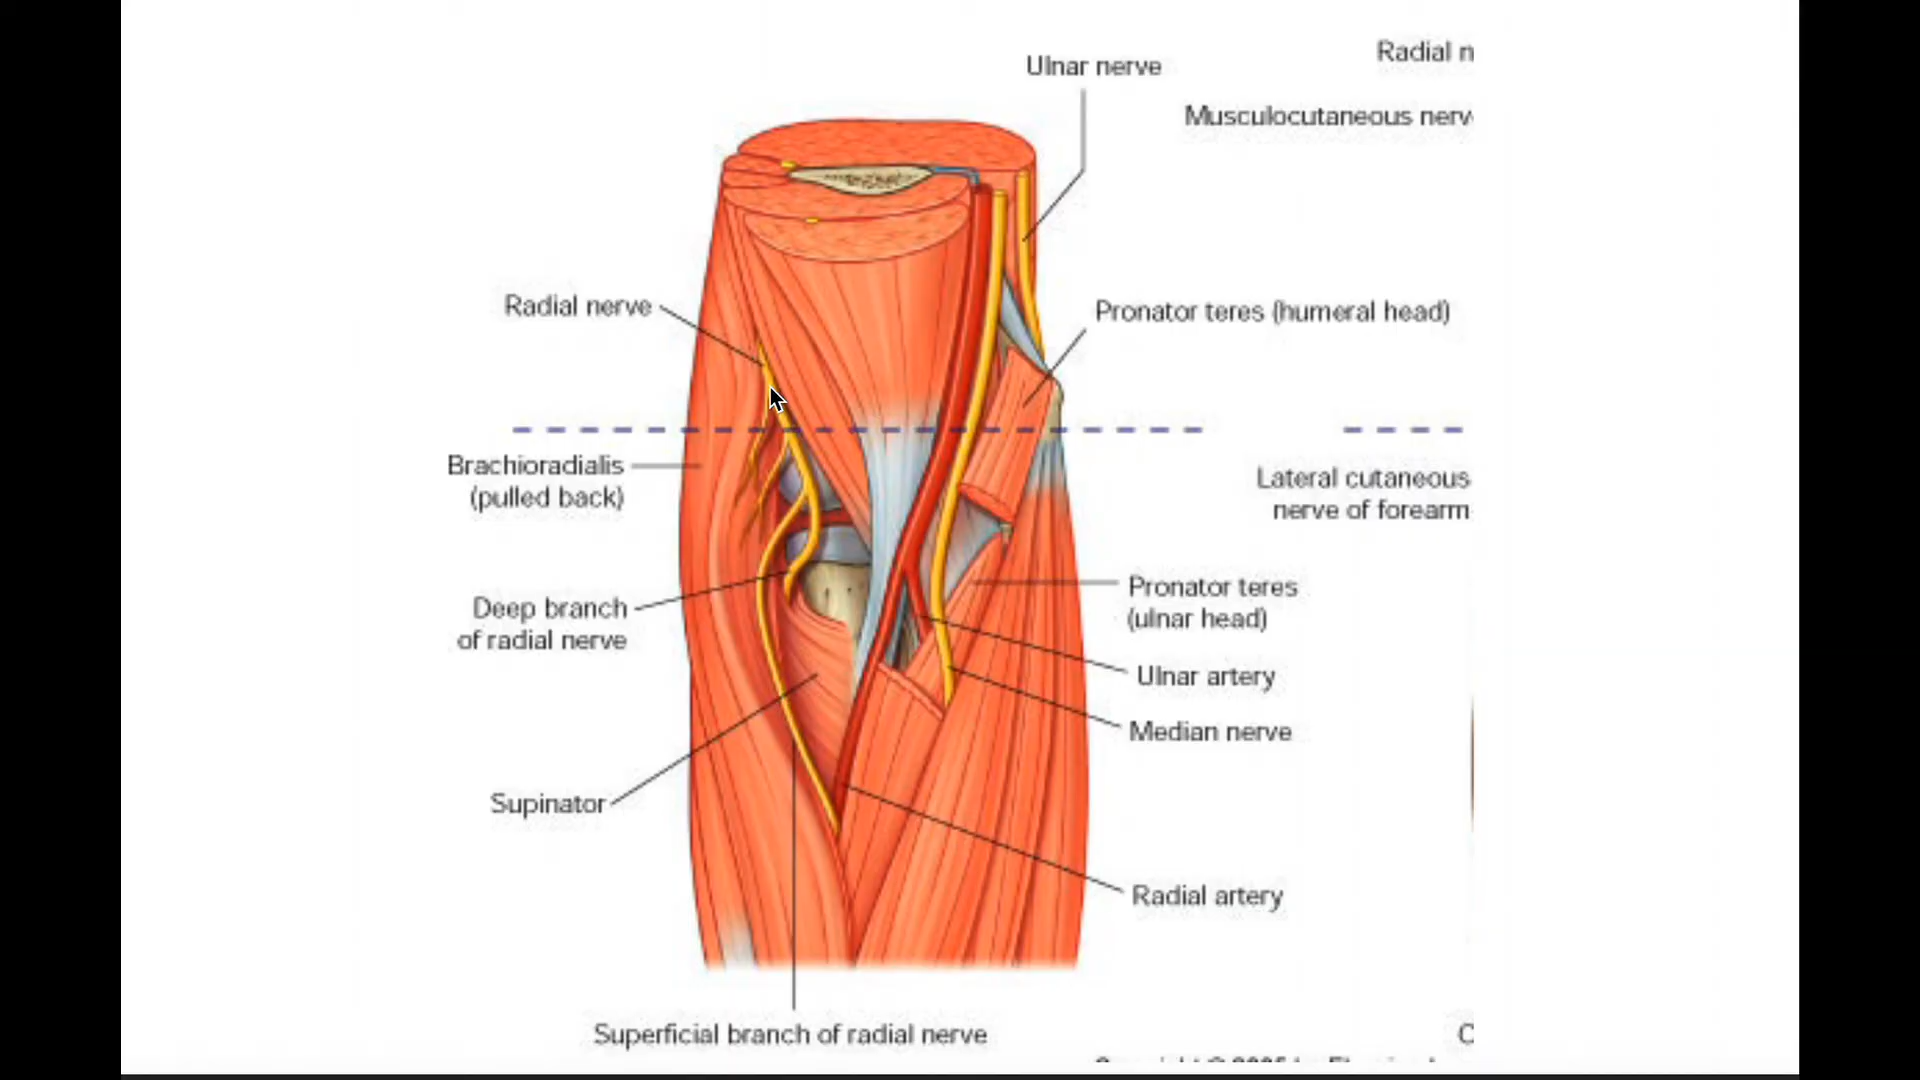 Ulnar nerve
Radial n
Musculocutaneous nerv
Radial nerve
Pronator teres (humeral head)
Brachioradialis
(pulled back)
Lateral cutaneous
nerve of forearm
Deep branch
of radial nerve
Pronator teres
(ulnar head)
Ulnar artery
Median nerve
Supinator
Radial artery
Superficial branch of radial nerve